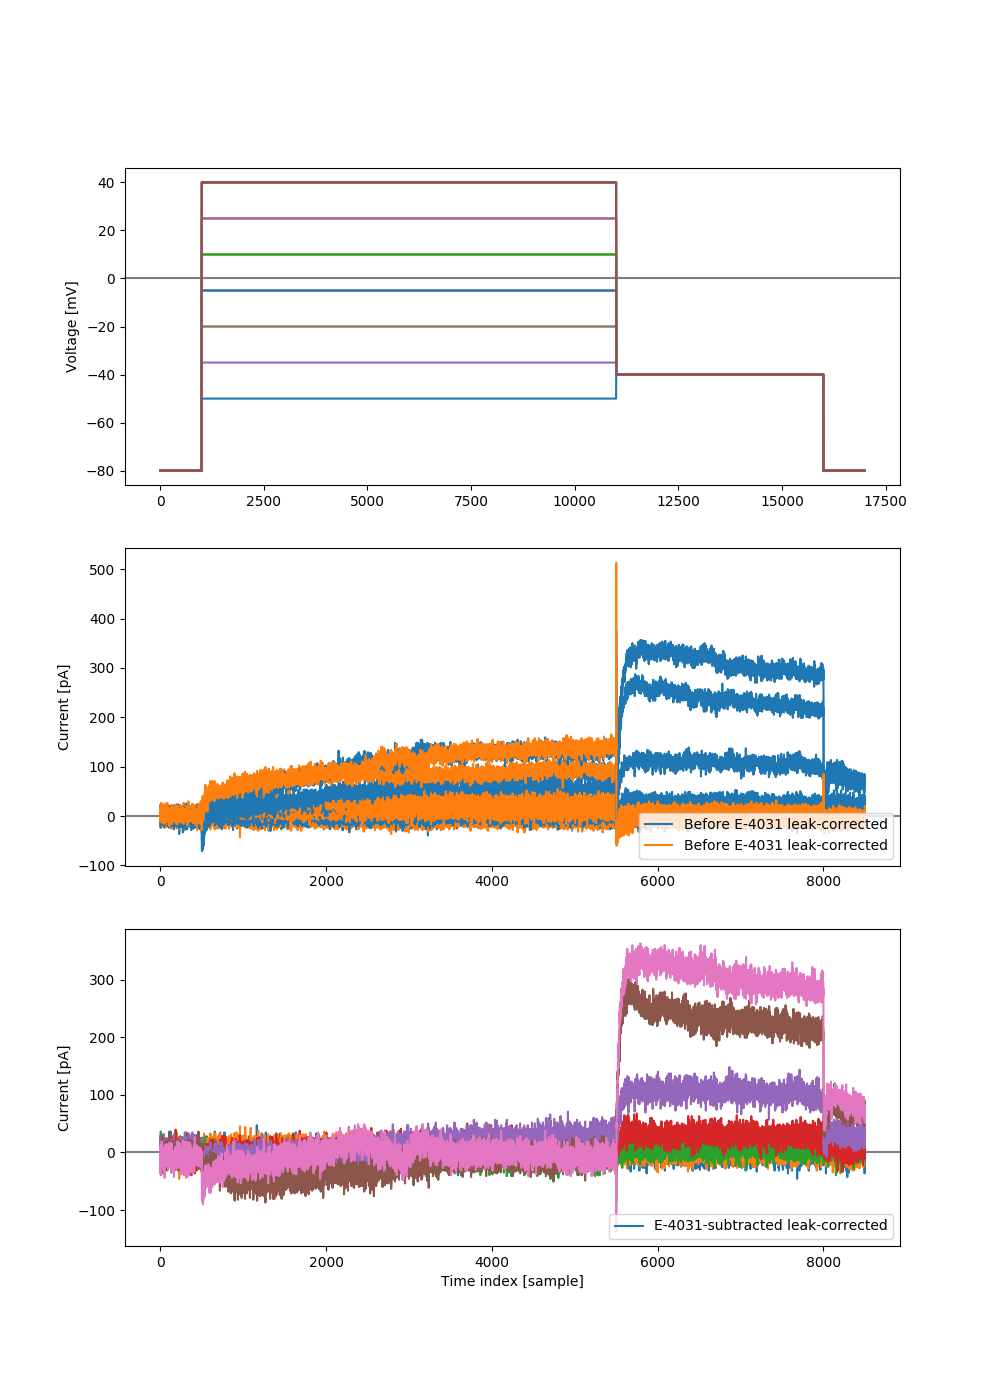 40
20
0
−20
−40
−60
−80
Voltage [mV]
0 2500 5000 7500 10000 12500 15000 17500
500
400
300
200
100
0
−100
Current [pA]
Before E-4031 leak-corrected
Before E-4031 leak-corrected
0 2000 4000 6000 8000
300
200
100
0
−100
Current [pA]
E-4031-subtracted leak-corrected
0 2000 4000 6000 8000
Time index [sample]